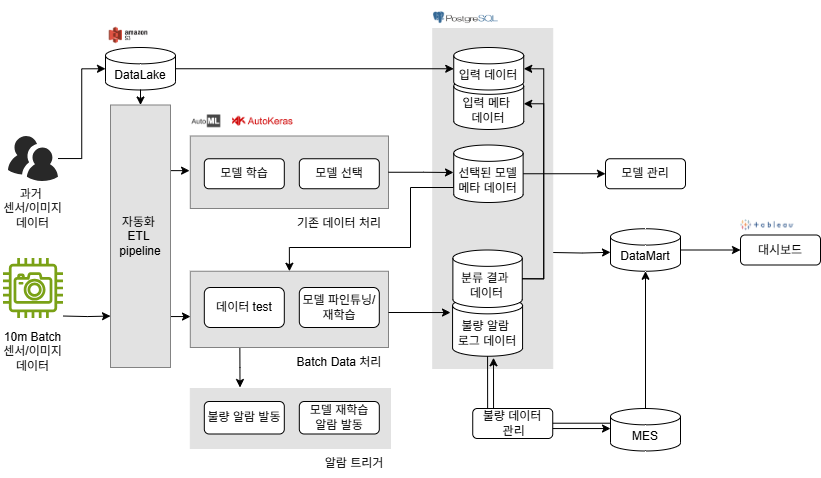 amazon
S3
PostgreSQL
DataLake
입력 데이터
입력 메타
데이터
Auto ML
AutoKeras
과거
센서/이미지
데이터
자동화
ETL
pipeline
모델 학습
모델 선택
기존 데이터 처리
선택된 모델
메타 데이터
모델 관리
tableau
DataMart
대시보드
10m Batch
센서/이미지
데이터
데이터 test
모델 파인튜닝/
재학습
Batch Data 처리
분류 결과
데이터
불량 알람
로그 데이터
불량 알람 발동
모델 재학습
알람 발동
알람 트리거
불량 데이터
관리
MES